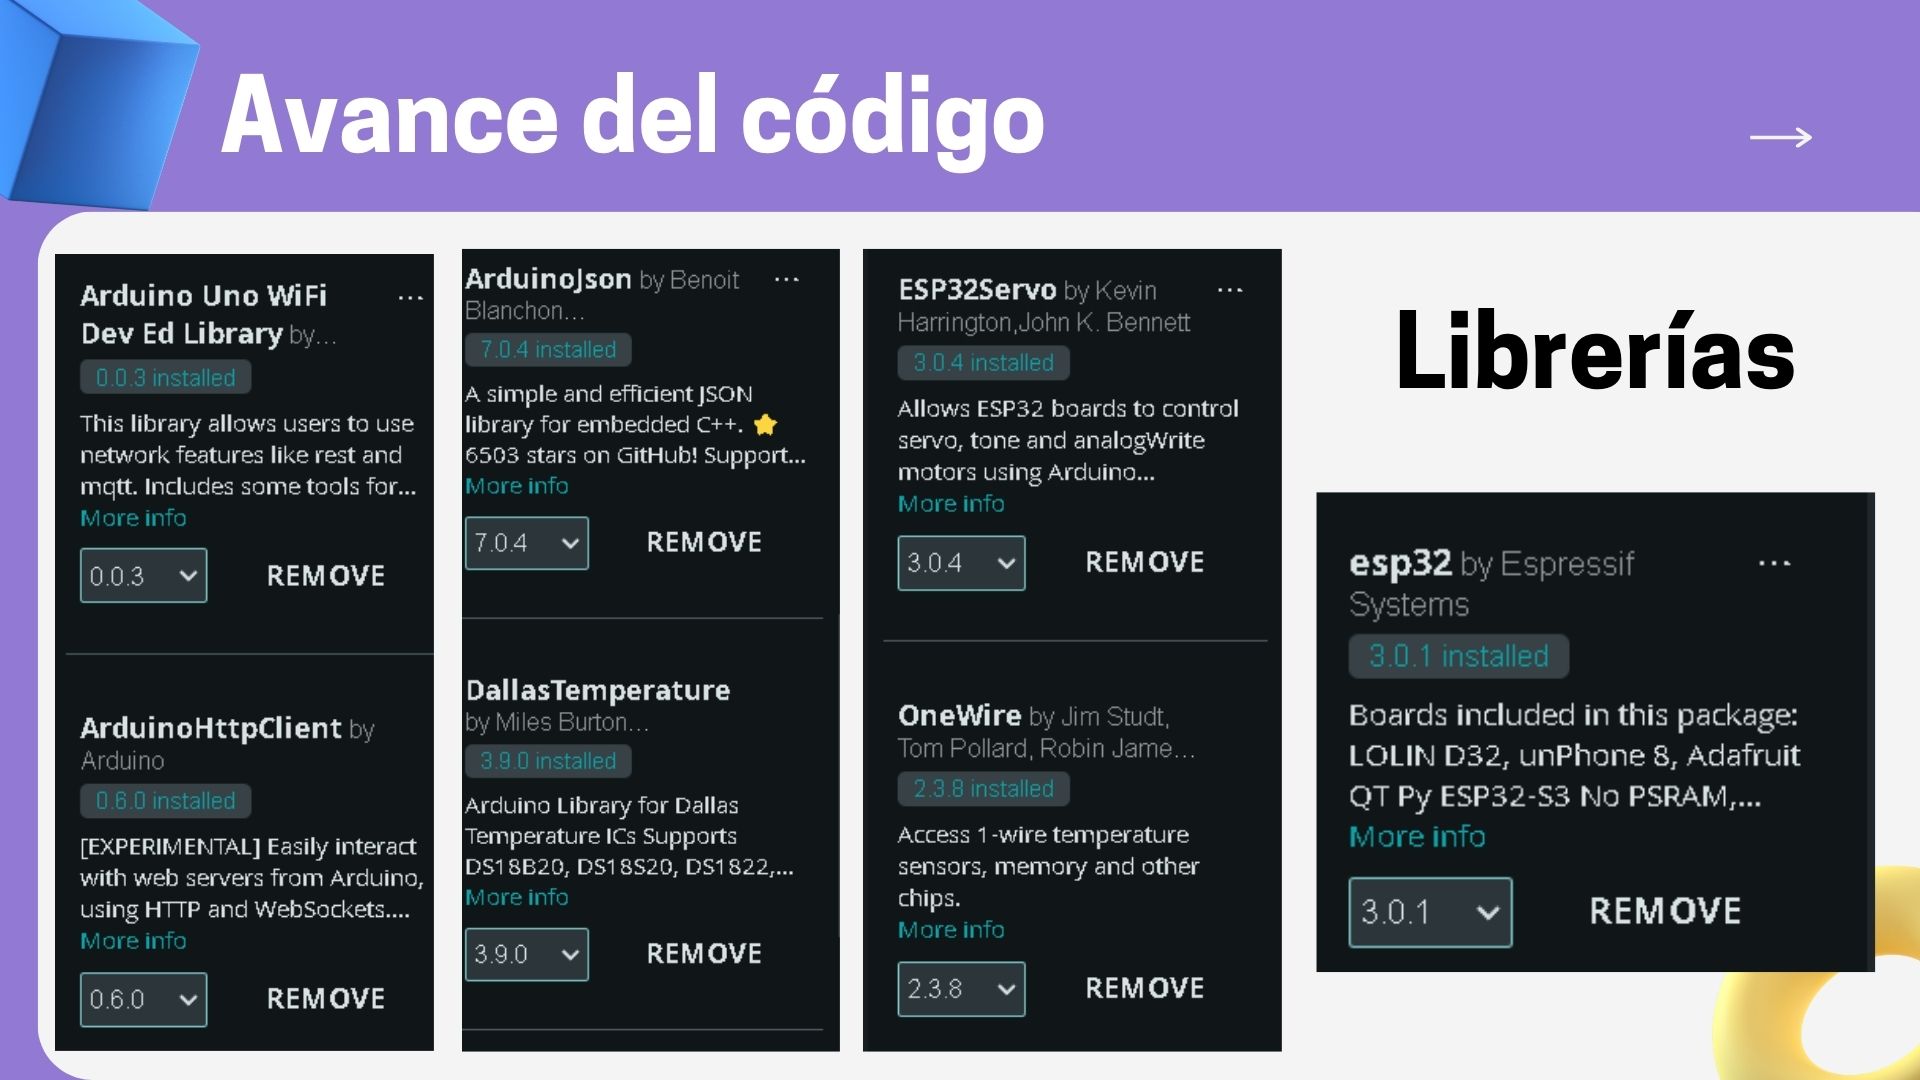 Avance del código
Arduino Uno WiFi
Dev Ed Library by...
0.0.3 installed
This library allows users to use
network features like rest and
mqtt. Includes some tools for...
More info
0.0.3
REMOVE
ArduinoHttpClient by
Arduino
0.6.0 installed
[EXPERIMENTAL] Easily interact
with web servers from Arduino,
using HTTP and WebSockets....
More info
0.6.0
REMOVE
ArduinoJson by Benoit
Blanchon...
7.0.4 installed
A simple and efficient JSON
library for embedded C++. ⭐
6503 stars on GitHub! Support...
More info
7.0.4
REMOVE
DallasTemperature
by Miles Burton...
3.9.0 installed
Arduino Library for Dallas
Temperature ICs Supports
DS18B20, DS18S20, DS1822,...
More info
3.9.0
REMOVE
ESP32Servo by Kevin
Harrington,John K. Bennett
3.0.4 installed
Allows ESP32 boards to control
servo, tone and analogWrite
motors using Arduino...
More info
3.0.4
REMOVE
OneWire by Jim Studt,
Tom Pollard, Robin Jame...
2.3.8 installed
Access 1-wire temperature
sensors, memory and other
chips.
More info
2.3.8
REMOVE
Librerías
esp32 by Espressif
Systems
3.0.1 installed
Boards included in this package:
LOLIN D32, unPhone 8, Adafruit
QT Py ESP32-S3 No PSRAM,...
More info
3.0.1
REMOVE